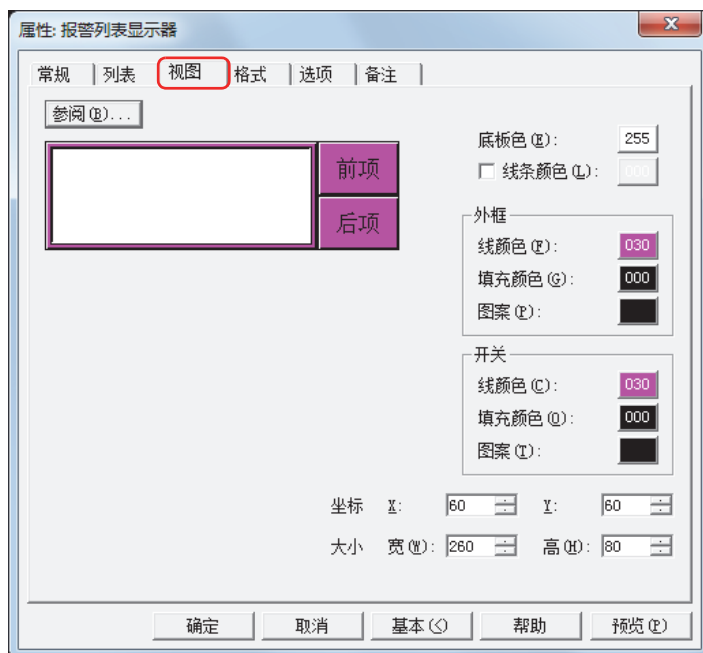 属性: 报警列表显示器
常规 列表 视图 格式 选项 备注
参阅(B)...
前项
后项
底板色(E): 255
线条颜色(L): 000
外框
线颜色(F): 030
填充颜色(G): 000
图案(P):
开关
线颜色(C): 030
填充颜色(O): 000
图案(T):
坐标 X: 60 Y: 60
大小 宽(W): 260 高(H): 80
确定 取消 基本(<) 帮助 预览(P)